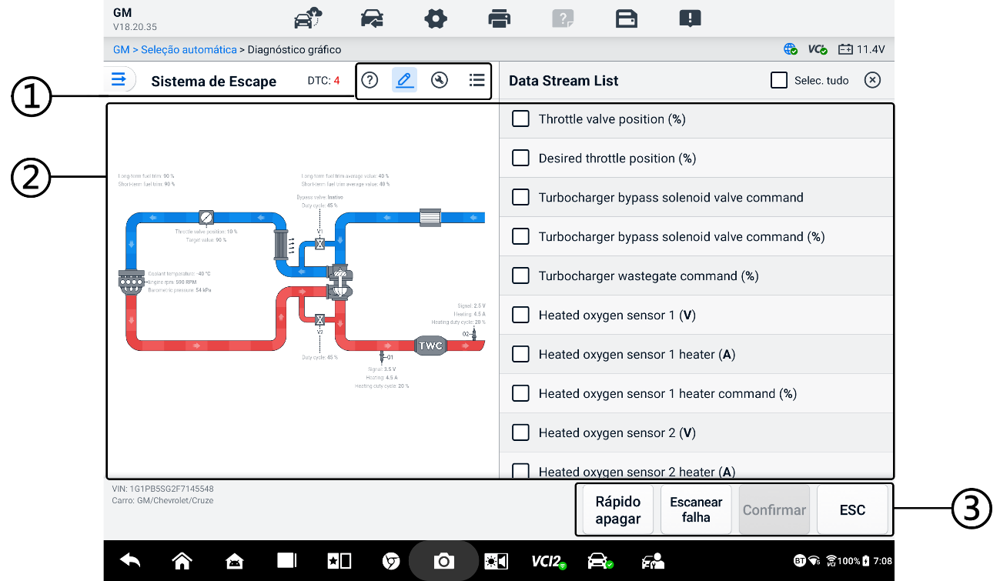 GM
V18.20.35
GM > Seleção automática > Diagnóstico gráfico
VCI
11.4V
Sistema de Escape
DTC: 4
Data Stream List
Selec. tudo
①
②
③
Long-term fuel trim: 90 %
Short-term fuel trim: 90 %
Long-term fuel trim average value: 40 %
Short-term fuel trim average value: 40 %
Bypass valve: Inativo
Duty cycle: 45 %
V1
Throttle valve position: 10 %
Target value: 90 %
Coolant temperature: -40 °C
Engine rpm: 590 RPM
Barometric pressure: 54 kPa
Signal: 2.5 V
Heating: 4.5 A
Heating duty cycle: 20 %
O2
V2
TWC
Duty cycle: 45 %
O1
Signal: 3.5 V
Heating: 4.5 A
Heating duty cycle: 20 %
Throttle valve position (%)
Desired throttle position (%)
Turbocharger bypass solenoid valve command
Turbocharger bypass solenoid valve command (%)
Turbocharger wastegate command (%)
Heated oxygen sensor 1 (V)
Heated oxygen sensor 1 heater (A)
Heated oxygen sensor 1 heater command (%)
Heated oxygen sensor 2 (V)
Heated oxygen sensor 2 heater (A)
VIN: 1G1PB5SG2F7145548
Carro: GM/Chevrolet/Cruze
Rápido
apagar
Escanear
falha
Confirmar
ESC
VCI2
BT
100%
7:08